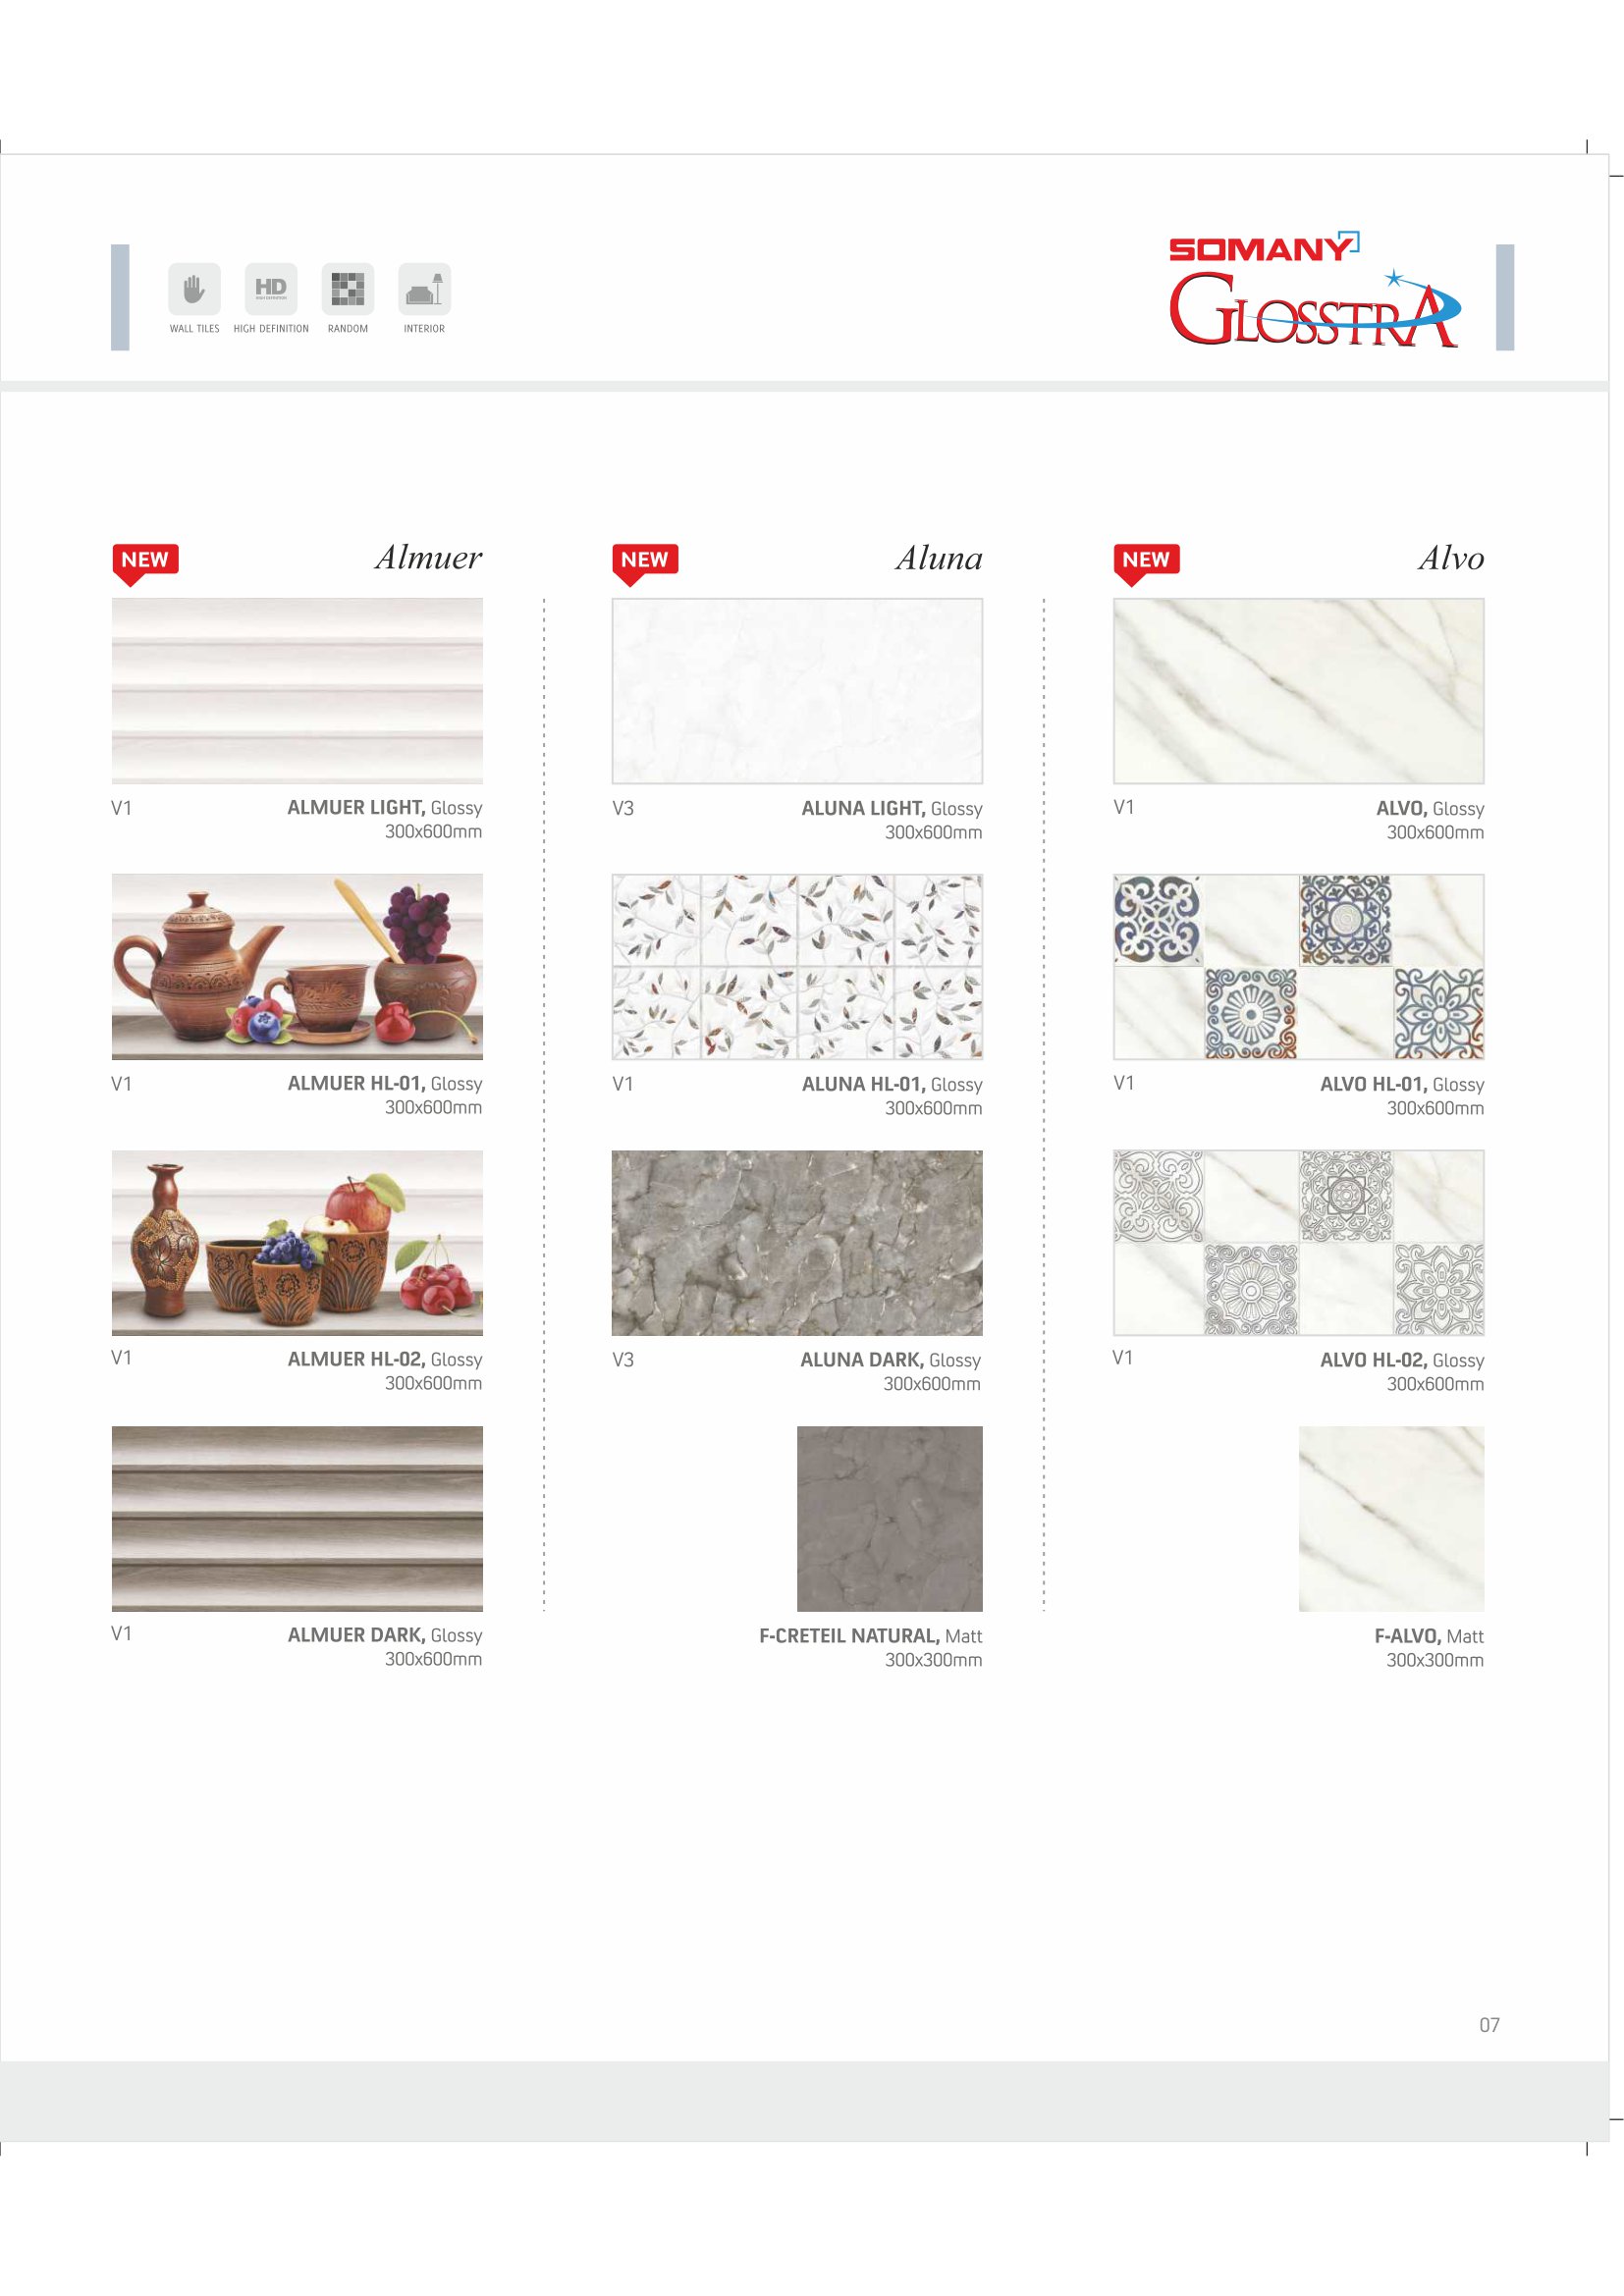 SOMANY
GLOSSTRA
HD
WALL TILES
HIGH DEFINITION
RANDOM
INTERIOR
NEW
Almuer
V1
ALMUER LIGHT, Glossy
300x600mm
V1
ALMUER HL-01, Glossy
300x600mm
V1
ALMUER HL-02, Glossy
300x600mm
V1
ALMUER DARK, Glossy
300x600mm
NEW
Aluna
V3
ALUNA LIGHT, Glossy
300x600mm
V1
ALUNA HL-01, Glossy
300x600mm
V3
ALUNA DARK, Glossy
300x600mm
F-CRETEIL NATURAL, Matt
300x300mm
NEW
Alvo
V1
ALVO, Glossy
300x600mm
V1
ALVO HL-01, Glossy
300x600mm
V1
ALVO HL-02, Glossy
300x600mm
F-ALVO, Matt
300x300mm
07